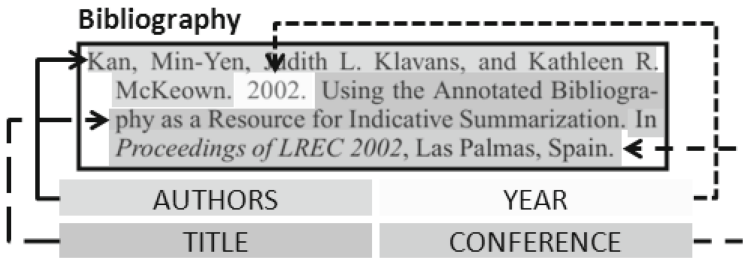 Bibliography
Kan, Min-Yen, Judith L. Klavans, and Kathleen R.
McKeown. 2002. Using the Annotated Bibliogra-
phy as a Resource for Indicative Summarization. In
Proceedings of LREC 2002, Las Palmas, Spain.
AUTHORS YEAR
TITLE CONFERENCE